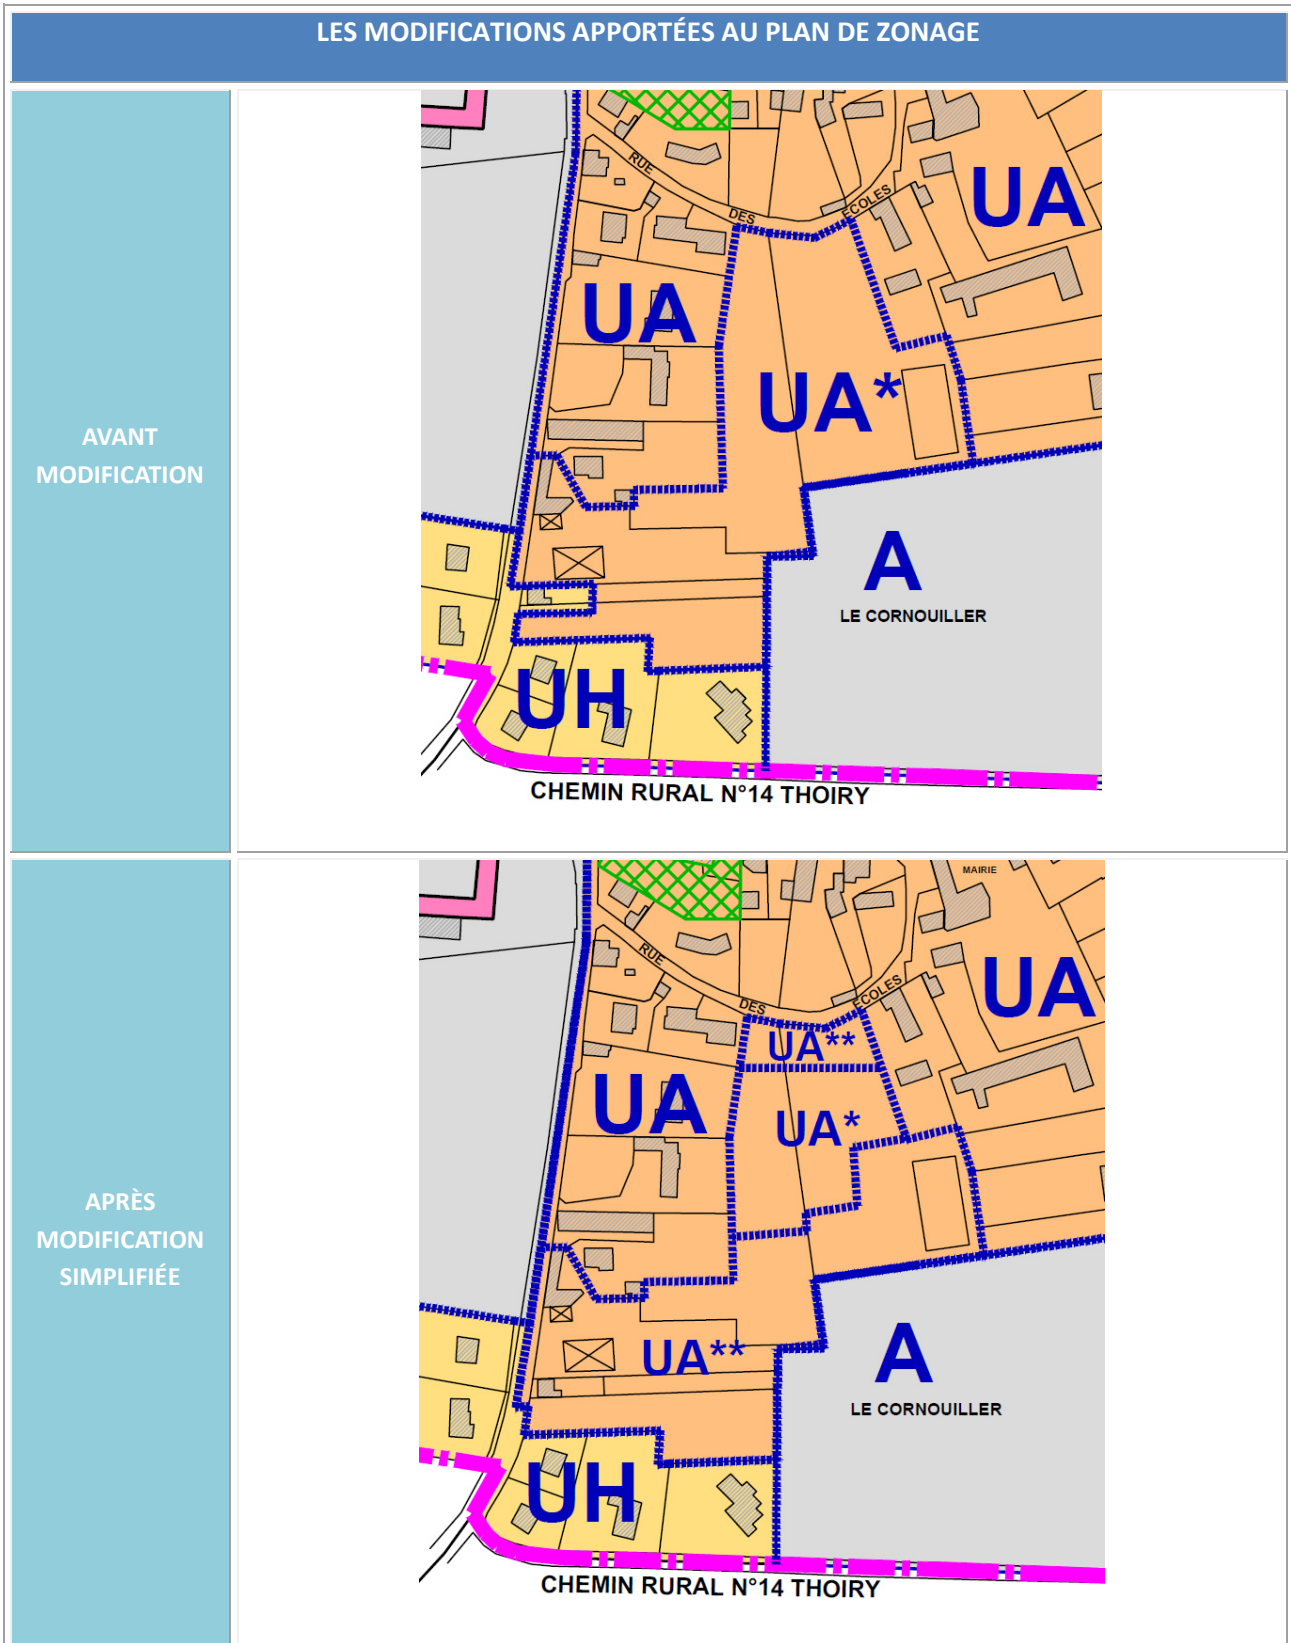 LES MODIFICATIONS APPORTÉES AU PLAN DE ZONAGE
AVANT
MODIFICATION
RUE
DES
ECOLES
UA
UA
UA*
A
LE CORNOUILLER
UH
CHEMIN RURAL N°14 THOIRY
APRÈS
MODIFICATION
SIMPLIFIÉE
MAIRIE
RUE
DES
ECOLES
UA
UA**
UA
UA*
UA**
A
LE CORNOUILLER
UH
CHEMIN RURAL N°14 THOIRY